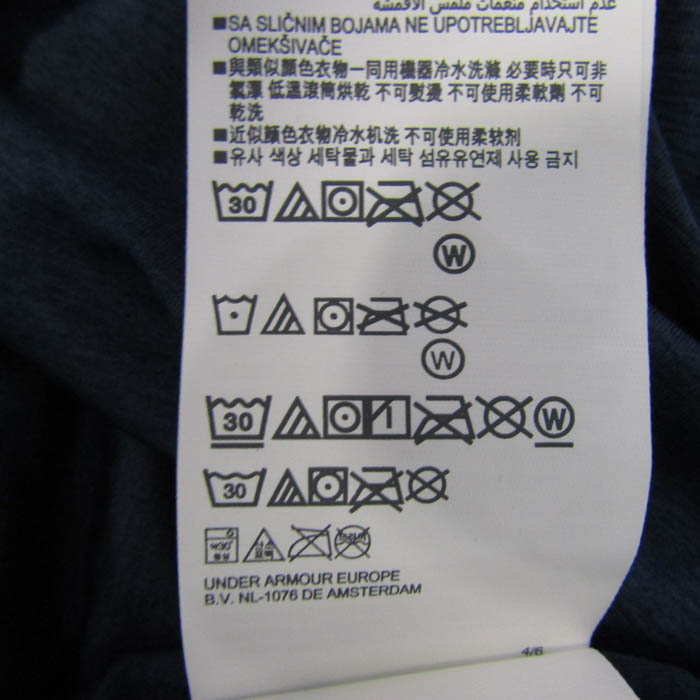 عدم استخدام منعمات ملمس الأقمشة
■SA SLIČNIM BOJAMA NE UPOTREBLJAVAJTE
OMEKŠIVAČE
■與類似顏色衣物一同用機器冷水洗滌 必要時只可非
氯漂 低溫滾筒烘乾 不可熨燙 不可使用柔軟劑 不可
乾洗
■近似颜色衣物冷水机洗 不可使用柔软剂
■유사 색상 세탁물과 세탁 섬유유연제 사용 금지
30
W
W
30
W
30
UNDER ARMOUR EUROPE
B.V. NL-1076 DE AMSTERDAM
4/6